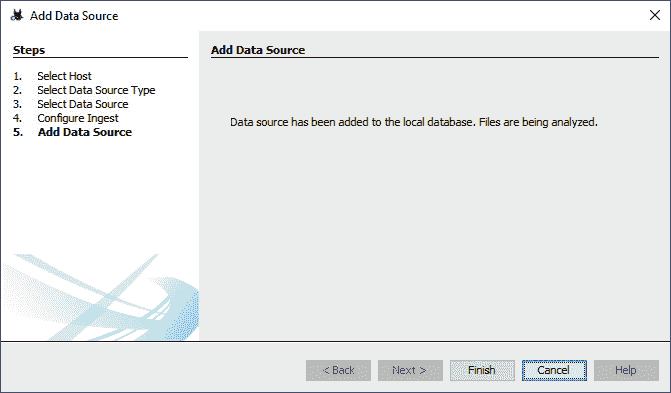 Add Data Source
Steps
1. Select Host
2. Select Data Source Type
3. Select Data Source
4. Configure Ingest
5. Add Data Source
Add Data Source
Data source has been added to the local database. Files are being analyzed.
< Back
Next >
Finish
Cancel
Help